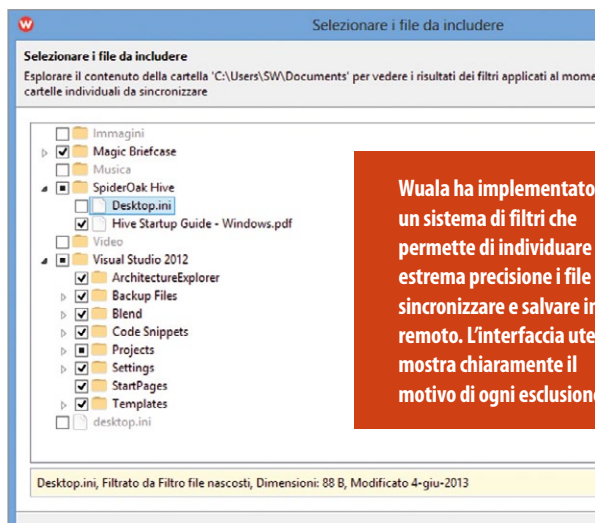 Selezionare i file da includere
Selezionare i file da includere
Esplorare il contenuto della cartella 'C:\Users\SW\Documents' per vedere i risultati dei filtri applicati al
cartelle individuali da sincronizzare
Immagini
Magic Briefcase
Musica
SpiderOak Hive
Desktop.ini
Hive Startup Guide - Windows.pdf
Video
Visual Studio 2012
ArchitectureExplorer
Backup Files
Blend
Code Snippets
Projects
Settings
StartPages
Templates
desktop.ini
Wuala ha implementato
un sistema di filtri che
permette di individuare
estrema precisione i file
sincronizzare e salvare
remoto. L'interfaccia
mostra chiaramente il
motivo di ogni
Desktop.ini, Filtrato da Filtro file nascosti, Dimensioni: 88 B, Modificato 4-giu-2013